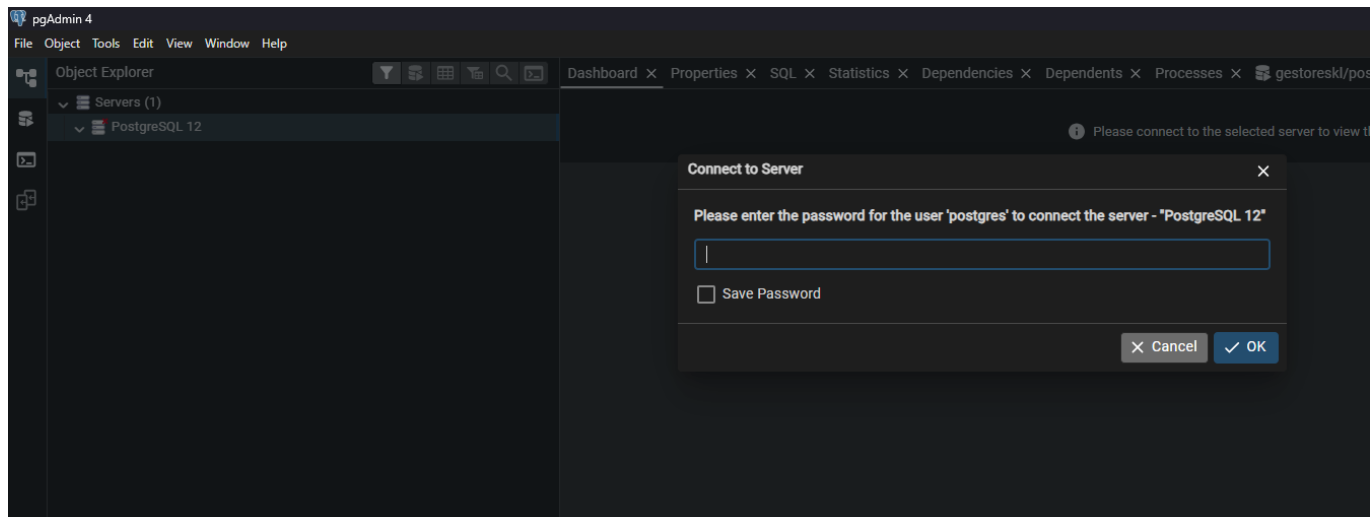 pgAdmin 4
File Object Tools Edit View Window Help
Object Explorer
Dashboard Properties SQL Statistics Dependencies Dependents Processes gestoreskl/pos
Servers (1)
PostgreSQL 12
Please connect to the selected server to view
Connect to Server
Please enter the password for the user 'postgres' to connect the server - "PostgreSQL 12"
Save Password
Cancel OK